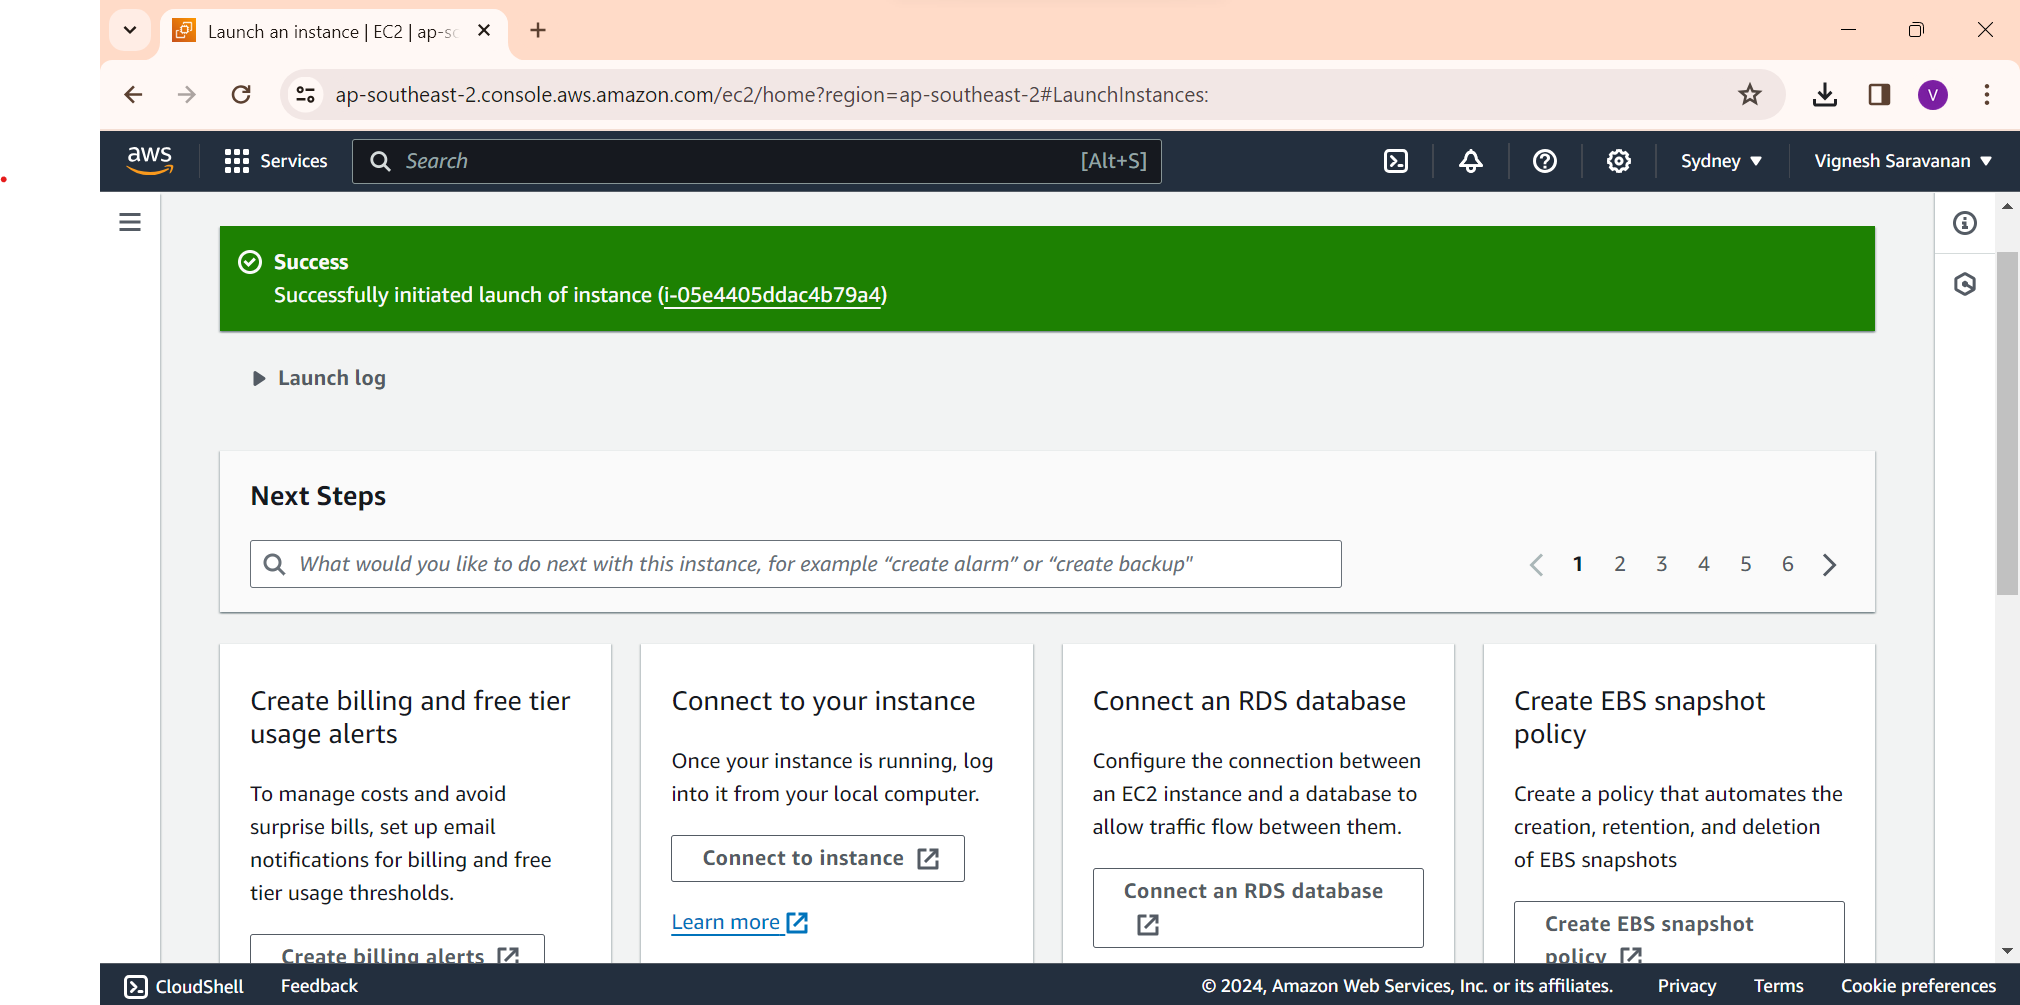 Launch an instance | EC2 | ap-so
ap-southeast-2.console.aws.amazon.com/ec2/home?region=ap-southeast-2#LaunchInstances:
V
aws
Services
Search
[Alt+S]
Sydney
Vignesh Saravanan
Success
Successfully initiated launch of instance (i-05e4405ddac4b79a4)
Launch log
Next Steps
What would you like to do next with this instance, for example “create alarm” or “create backup"
1 2 3 4 5 6
Create billing and free tier
usage alerts
To manage costs and avoid
surprise bills, set up email
notifications for billing and free
tier usage thresholds.
Create billing alerts
Connect to your instance
Once your instance is running, log
into it from your local computer.
Connect to instance
Learn more
Connect an RDS database
Configure the connection between
an EC2 instance and a database to
allow traffic flow between them.
Connect an RDS database
Create EBS snapshot
policy
Create a policy that automates the
creation, retention, and deletion
of EBS snapshots
Create EBS snapshot
policy
CloudShell
Feedback
© 2024, Amazon Web Services, Inc. or its affiliates.
Privacy
Terms
Cookie preferences